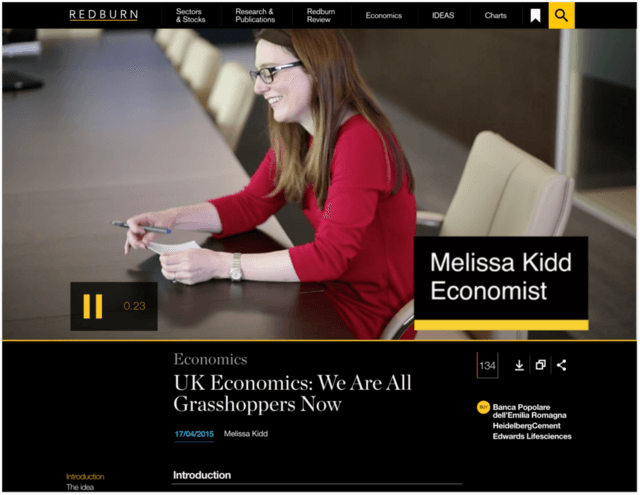 REDBURN
Sectors
& Stocks
Research &
Publications
Redburn
Review
Economics
IDEAS
Charts
Melissa Kidd
Economist
0.23
Economics
134
UK Economics: We Are All
Grasshoppers Now
BUY
Banca Popolare
dell'Emilia Romagna
HeidelbergCement
Edwards Lifesciences
17/04/2015
Melissa Kidd
Introduction
Introduction
The idea